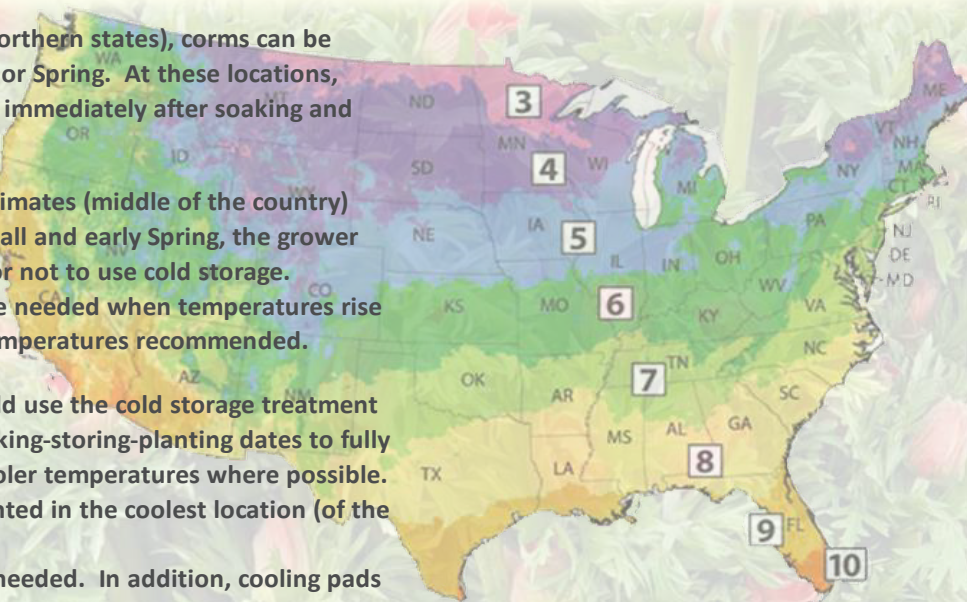 orthern states), corms can be
or Spring. At these locations,
immediately after soaking and
imates (middle of the country)
all and early Spring, the grower
or not to use cold storage.
e needed when temperatures rise
mperatures recommended.
ld use the cold storage treatment
king-storing-planting dates to fully
oler temperatures where possible.
nted in the coolest location (of the
needed. In addition, cooling pads
WA
MT
ND
3
ME
OR
ID
SD
MN
4
WI
MI
NY
VT
NH
MA
CT
RI
WY
NE
IA
5
PA
NJ
DE
MD
NV
CA
CO
KS
MO
IL
IN
OH
WV
VA
6
KY
AZ
NM
OK
AR
TN
NC
7
SC
TX
LA
MS
AL
GA
8
9
FL
10